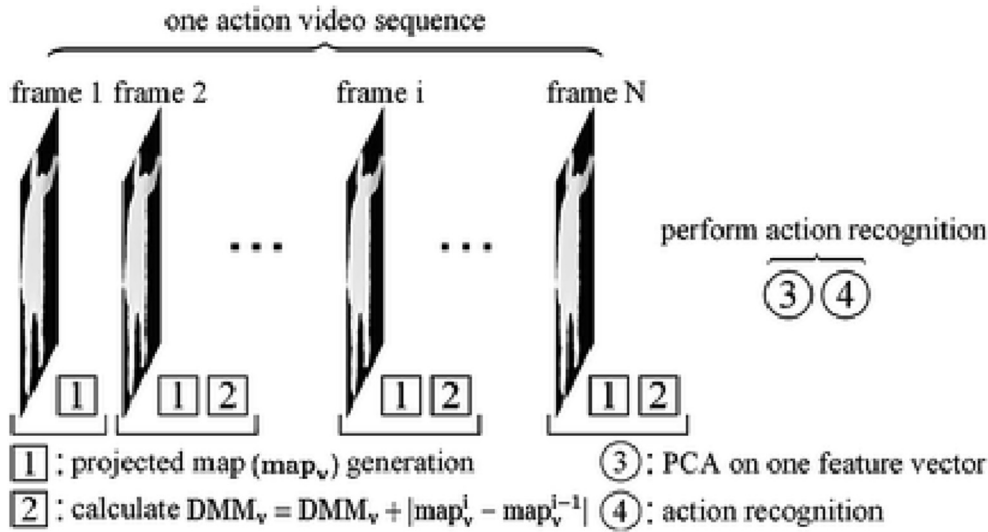 one action video sequence
frame 1 frame 2 frame i frame N
... ...
perform action recognition
3 4
1 1 2 1 2 1 2
1 : projected map (mapᵥ) generation 3 : PCA on one feature vector
2 : calculate DMMᵥ = DMMᵥ + |mapᵥⁱ − mapᵥⁱ⁻¹| 4 : action recognition